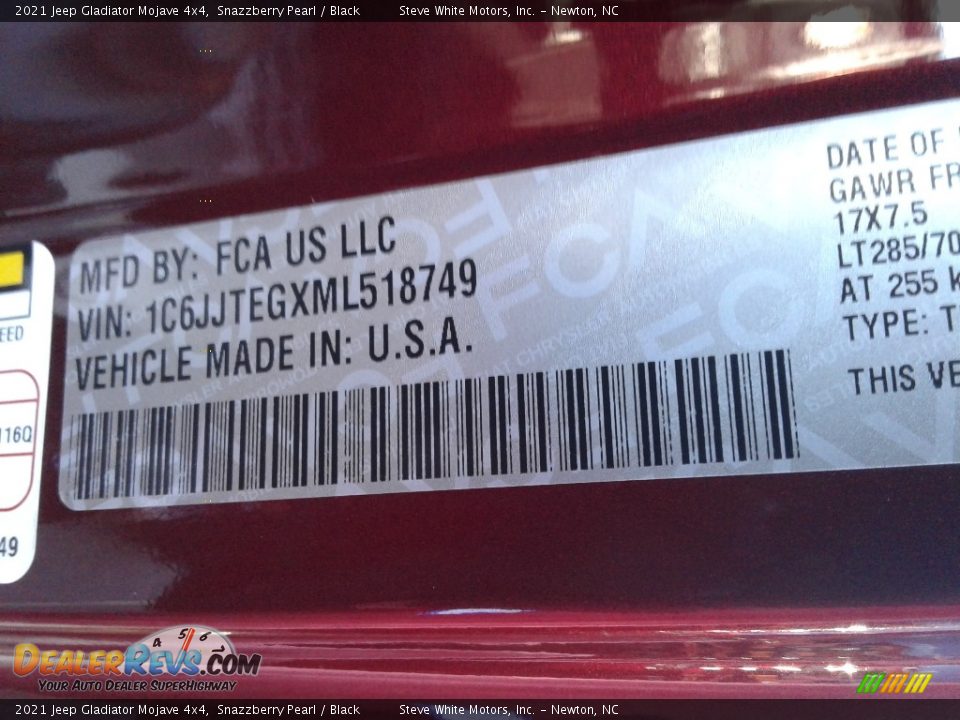 2021 Jeep Gladiator Mojave 4x4, Snazzberry Pearl / Black Steve White Motors, Inc. - Newton, NC
MFD BY: FCA US LLC
VIN: 1C6JJTEGXML518749
VEHICLE MADE IN: U.S.A.
DATE OF
GAWR FR
17X7.5
LT285/70
AT 255 k
TYPE: T
THIS VE
EED
116Q
49
4 5 6
DealerRevs.com
Your Auto Dealer SuperHighway
2021 Jeep Gladiator Mojave 4x4, Snazzberry Pearl / Black Steve White Motors, Inc. - Newton, NC